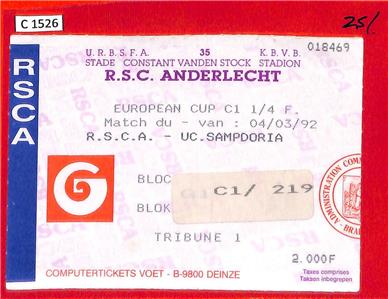 C 1526
25/
U.R.B.S.F.A. 35 K.B.V.B. 018469
STADE CONSTANT VANDEN STOCK STADION
R.S.C. ANDERLECHT
RSCA
EUROPEAN CUP C1 1/4 F.
Match du - van : 04/03/92
R.S.C.A. - UC.SAMPDORIA
G
BLOC
C1/ 219
BLOK
TRIBUNE 1
2.000F
COMPUTERTICKETS VOET - B-9800 DEINZE
Taxes comprises
Taksen inbegrepen
ADMINISTRATION COMM